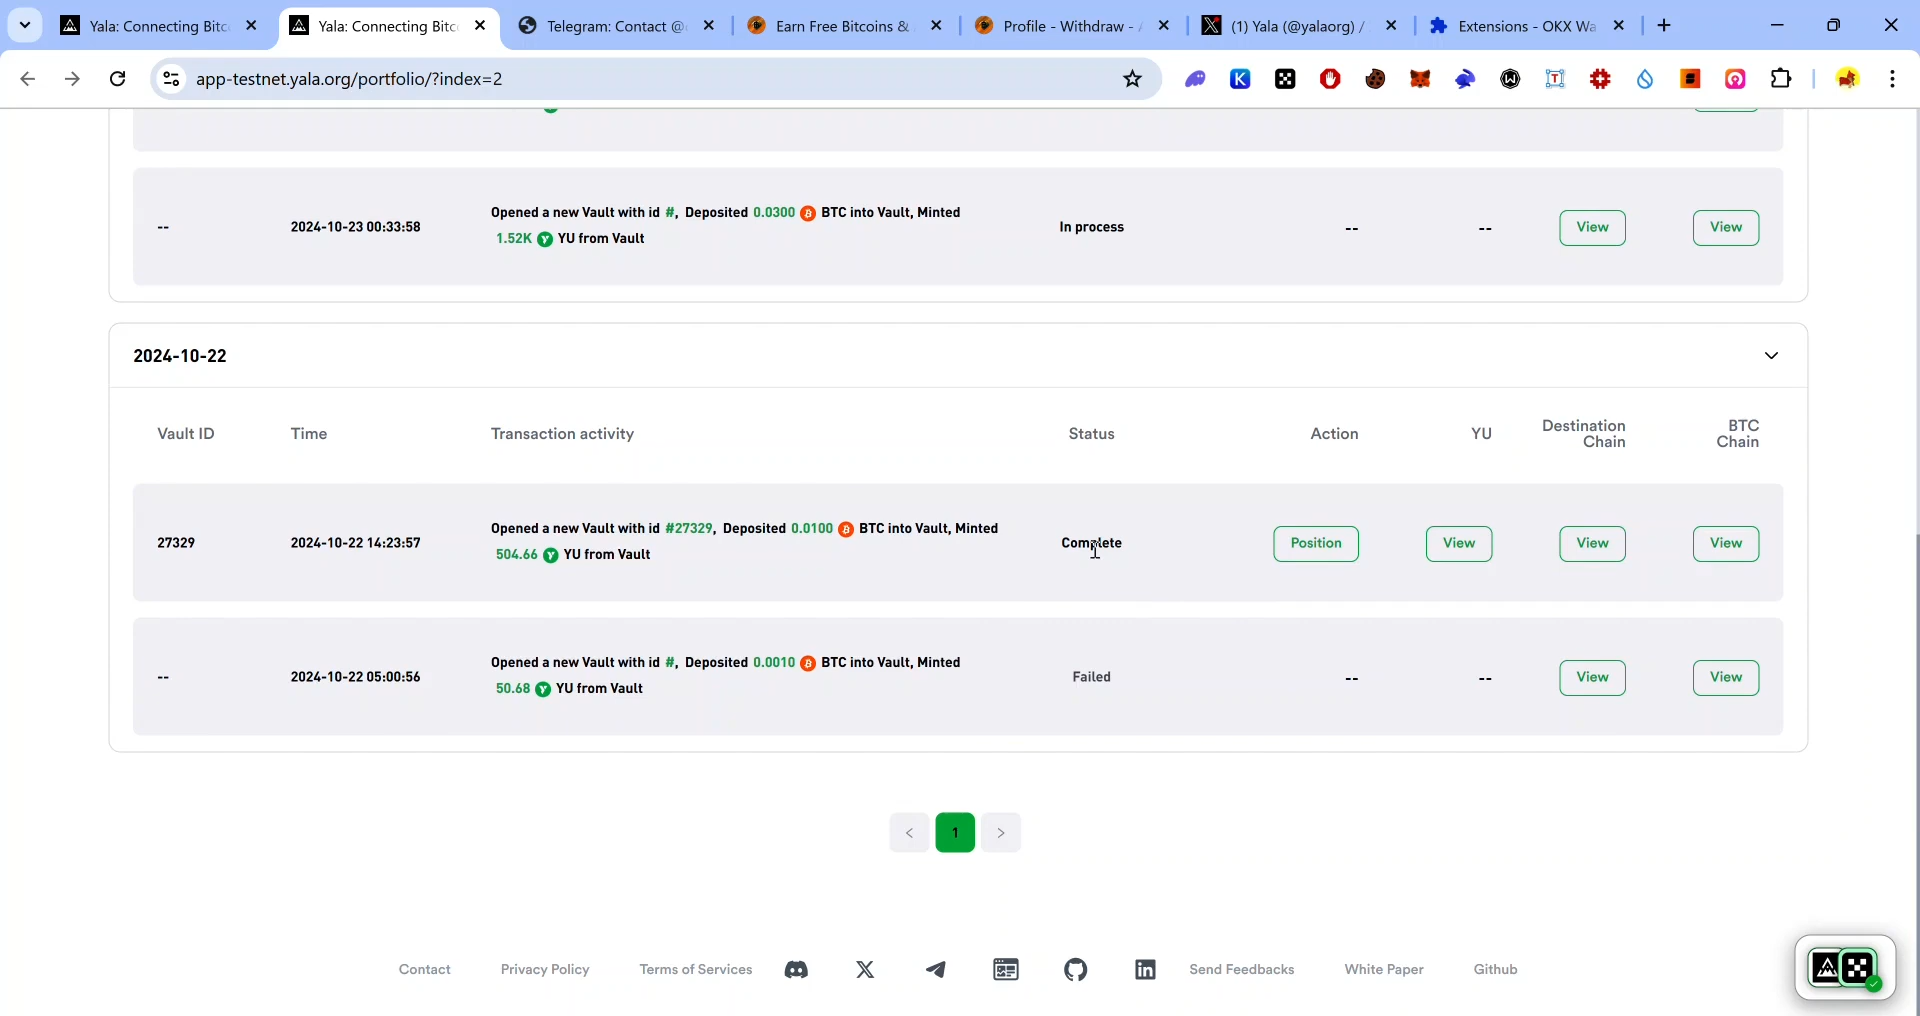 Yala: Connecting Bitc
Yala: Connecting Bitc
Telegram: Contact @
Earn Free Bitcoins &
Profile - Withdraw -
(1) Yala (@yalaorg) /
Extensions - OKX Wa
app-testnet.yala.org/portfolio/?index=2
--
2024-10-23 00:33:58
Opened a new Vault with id #, Deposited 0.0300 BTC into Vault, Minted
1.52K YU from Vault
In process
--
--
View
View
2024-10-22
Vault ID
Time
Transaction activity
Status
Action
YU
Destination
Chain
BTC
Chain
27329
2024-10-22 14:23:57
Opened a new Vault with id #27329, Deposited 0.0100 BTC into Vault, Minted
504.66 YU from Vault
Complete
Position
View
View
View
--
2024-10-22 05:00:56
Opened a new Vault with id #, Deposited 0.0010 BTC into Vault, Minted
50.68 YU from Vault
Failed
--
--
View
View
< 1 >
Contact
Privacy Policy
Terms of Services
Send Feedbacks
White Paper
Github